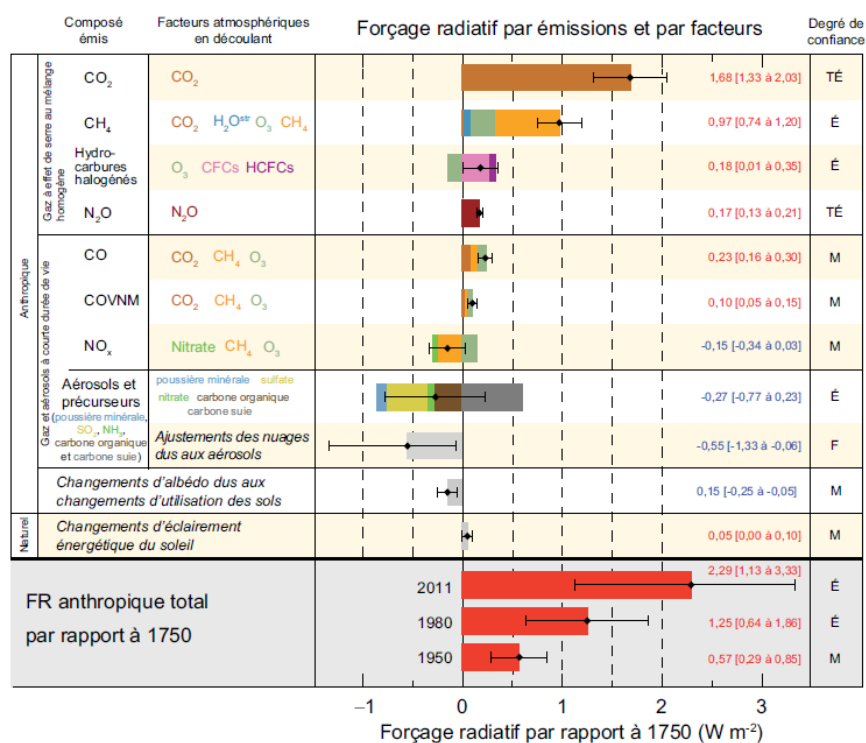 Composé émis
Facteurs atmosphériques en découlant
Forçage radiatif par émissions et par facteurs
Degré de confiance
Anthropique
Gaz à effet de serre au mélange homogène
CO2
CO2
1,68 [1,33 à 2,03]
TÉ
CH4
CO2 H2Ostr O3 CH4
0,97 [0,74 à 1,20]
É
Hydro-
carbures
halogénés
O3 CFCs HCFCs
0,18 [0,01 à 0,35]
É
N2O
N2O
0,17 [0,13 à 0,21]
TÉ
Gaz et aérosols à courte durée de vie
CO
CO2 CH4 O3
0,23 [0,16 à 0,30]
M
COVNM
CO2 CH4 O3
0,10 [0,05 à 0,15]
M
NOx
Nitrate CH4 O3
-0,15 [-0,34 à 0,03]
M
Aérosols et
précurseurs
(poussière minérale,
SO2, NH3,
carbone organique
et carbone suie)
poussière minérale sulfate
nitrate carbone organique
carbone suie
-0,27 [-0,77 à 0,23]
É
Ajustements des nuages
dus aux aérosols
-0,55 [-1,33 à -0,06]
F
Changements d'albédo dus aux
changements d'utilisation des sols
0,15 [-0,25 à -0,05]
M
Naturel
Changements d'éclairement
énergétique du soleil
0,05 [0,00 à 0,10]
M
FR anthropique total
par rapport à 1750
2011
2,29 [1,13 à 3,33]
É
1980
1,25 [0,64 à 1,86]
É
1950
0,57 [0,29 à 0,85]
M
−1 0 1 2 3
Forçage radiatif par rapport à 1750 (W m-2)